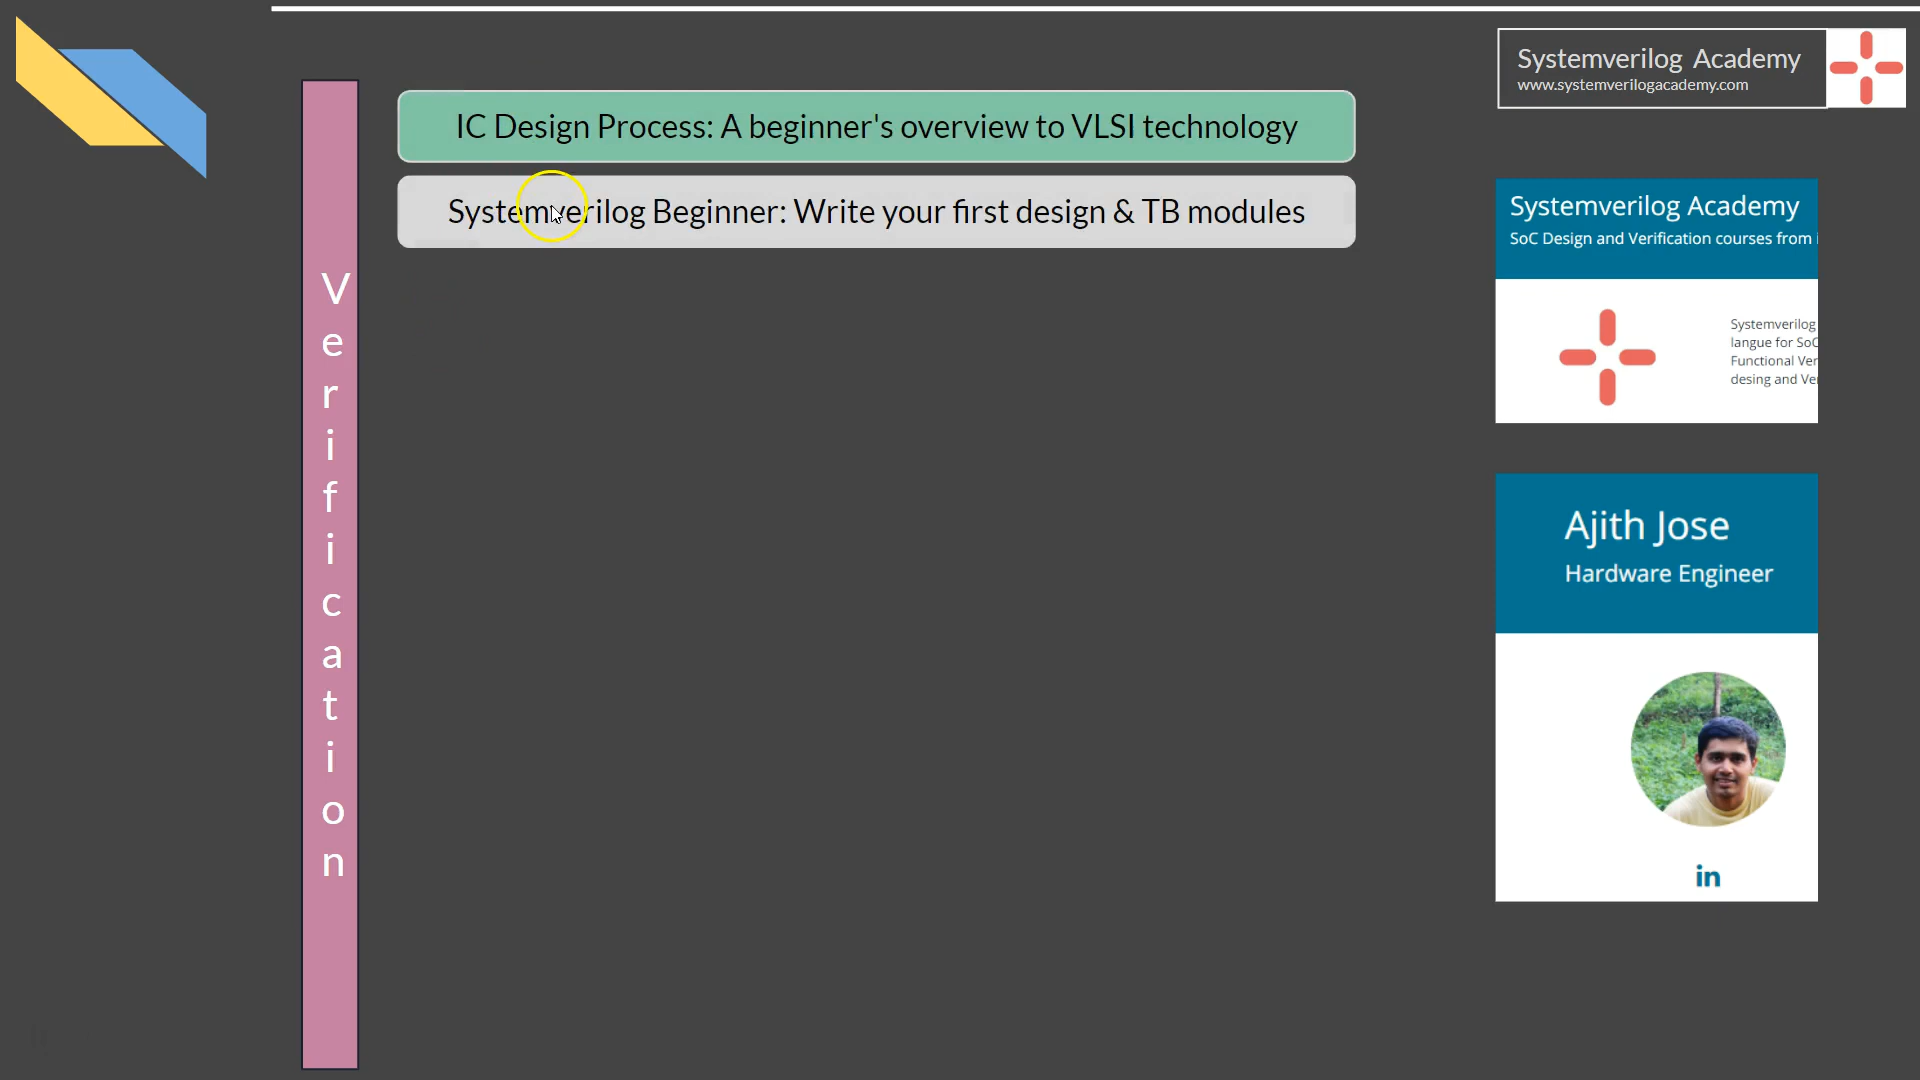 Systemverilog Academy
www.systemverilogacademy.com
IC Design Process: A beginner's overview to VLSI technology
Systemverilog Beginner: Write your first design & TB modules
Verification
Systemverilog Academy
SoC Design and Verification courses from
Systemverilog
langue for SoC
Functional Ver
desing and Ve
Ajith Jose
Hardware Engineer
in